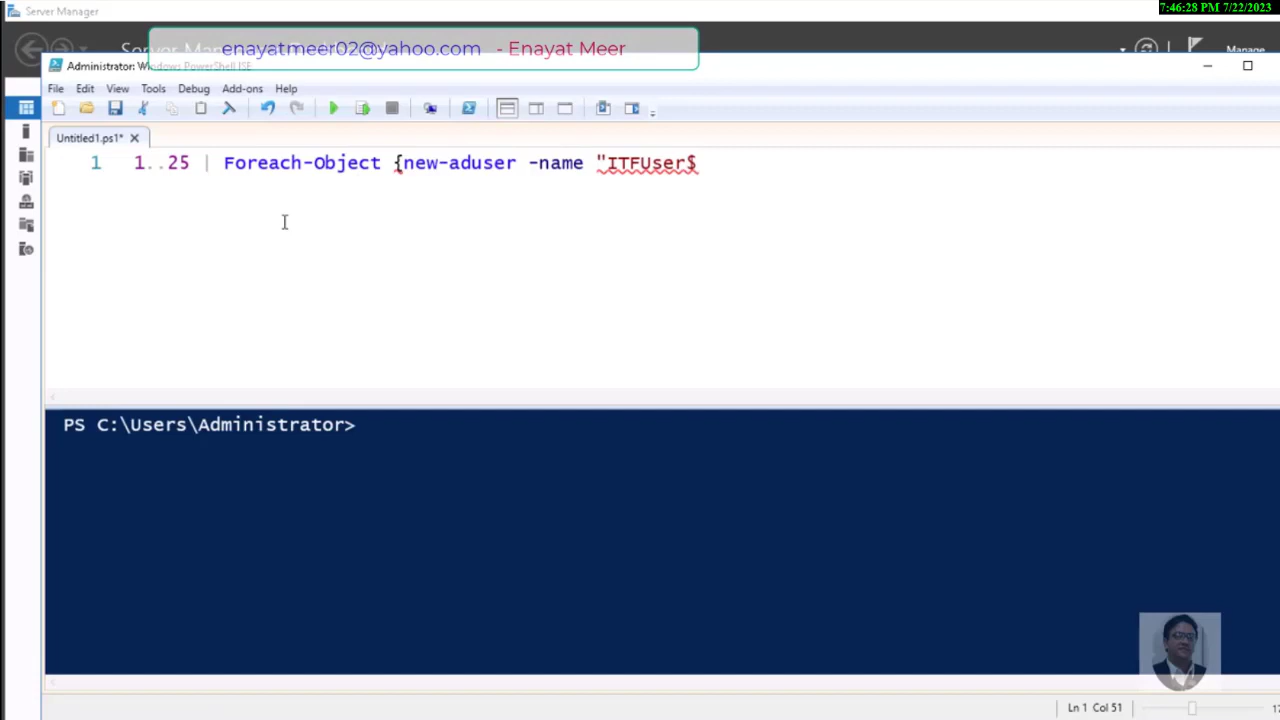 Server Manager
7:46:28 PM 7/22/2023
enayatmeer02@yahoo.com - Enayat Meer
Manage
Administrator: Windows PowerShell ISE
File Edit View Tools Debug Add-ons Help
Untitled1.ps1* X
1 1..25 | Foreach-Object {new-aduser -name "ITFUser$
PS C:\Users\Administrator>
Ln 1 Col 51